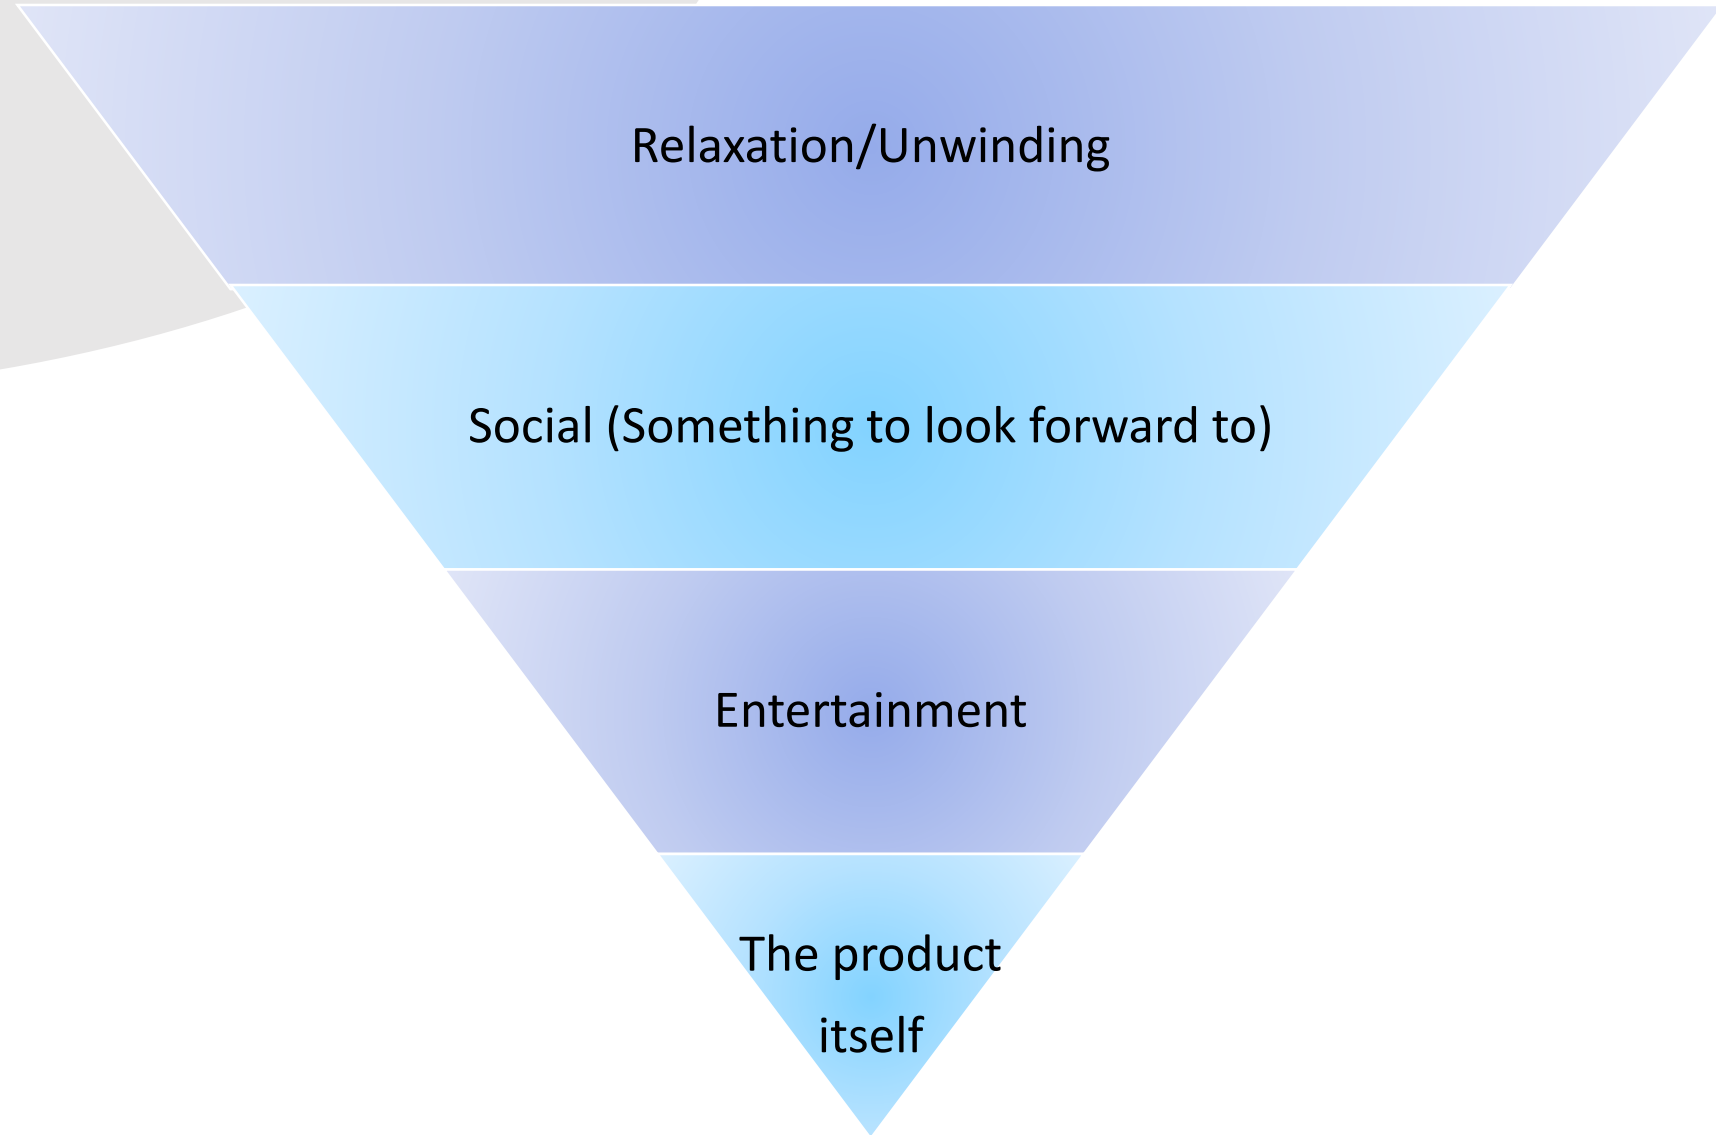 Relaxation/Unwinding
Social (Something to look forward to)
Entertainment
The product
itself